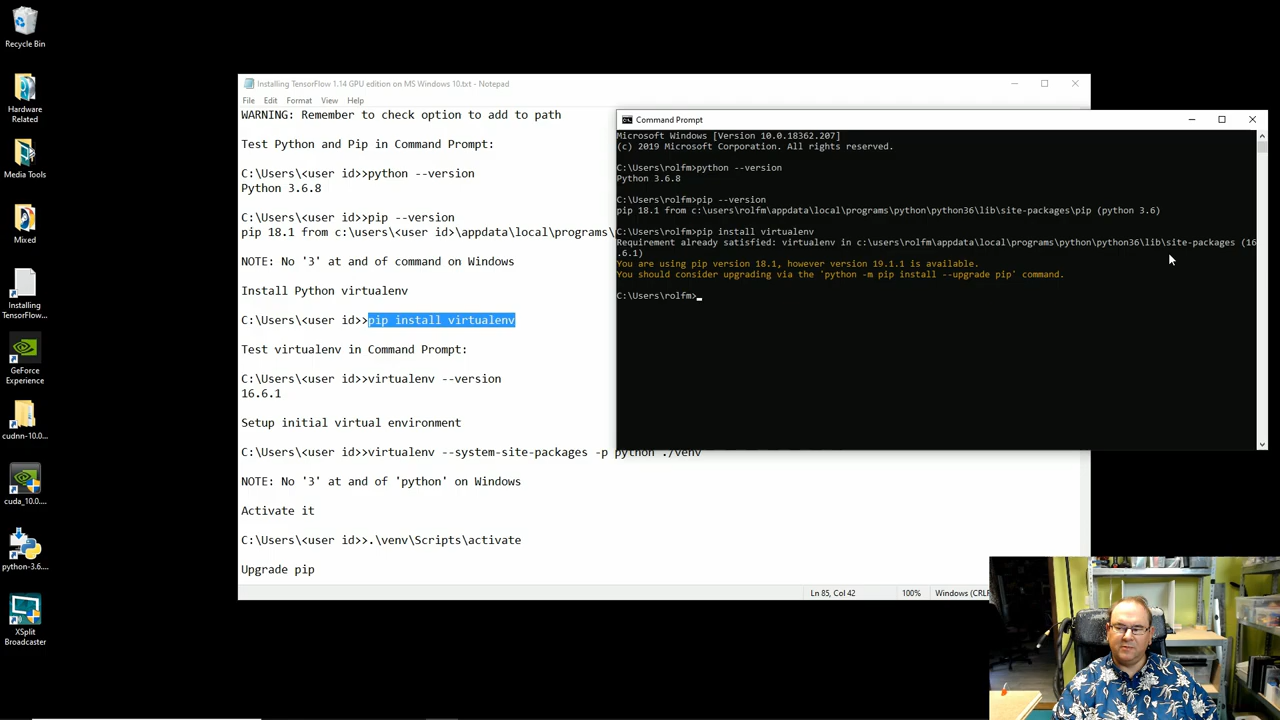 Recycle Bin
Hardware
Related
Media Tools
Mixed
Installing
TensorFlow...
GeForce
Experience
cudnn-10.0...
cuda_10.0....
python-3.6....
XSplit
Broadcaster
Installing TensorFlow 1.14 GPU edition on MS Windows 10.txt - Notepad
File Edit Format View Help
WARNING: Remember to check option to add to path
Test Python and Pip in Command Prompt:
C:\Users\<user id>>python --version
Python 3.6.8
C:\Users\<user id>>pip --version
pip 18.1 from c:\users\<user id>\appdata\local\programs\
NOTE: No '3' at and of command on Windows
Install Python virtualenv
C:\Users\<user id>>pip install virtualenv
Test virtualenv in Command Prompt:
C:\Users\<user id>>virtualenv --version
16.6.1
Setup initial virtual environment
C:\Users\<user id>>virtualenv --system-site-packages -p python ./venv
NOTE: No '3' at and of 'python' on Windows
Activate it
C:\Users\<user id>>.\venv\Scripts\activate
Upgrade pip
Ln 85, Col 42 100% Windows (CRLF
Command Prompt
Microsoft Windows [Version 10.0.18362.207]
(c) 2019 Microsoft Corporation. All rights reserved.
C:\Users\rolfm>python --version
Python 3.6.8
C:\Users\rolfm>pip --version
pip 18.1 from c:\users\rolfm\appdata\local\programs\python\python36\lib\site-packages\pip (python 3.6)
C:\Users\rolfm>pip install virtualenv
Requirement already satisfied: virtualenv in c:\users\rolfm\appdata\local\programs\python\python36\lib\site-packages (16
.6.1)
You are using pip version 18.1, however version 19.1.1 is available.
You should consider upgrading via the 'python -m pip install --upgrade pip' command.
C:\Users\rolfm>